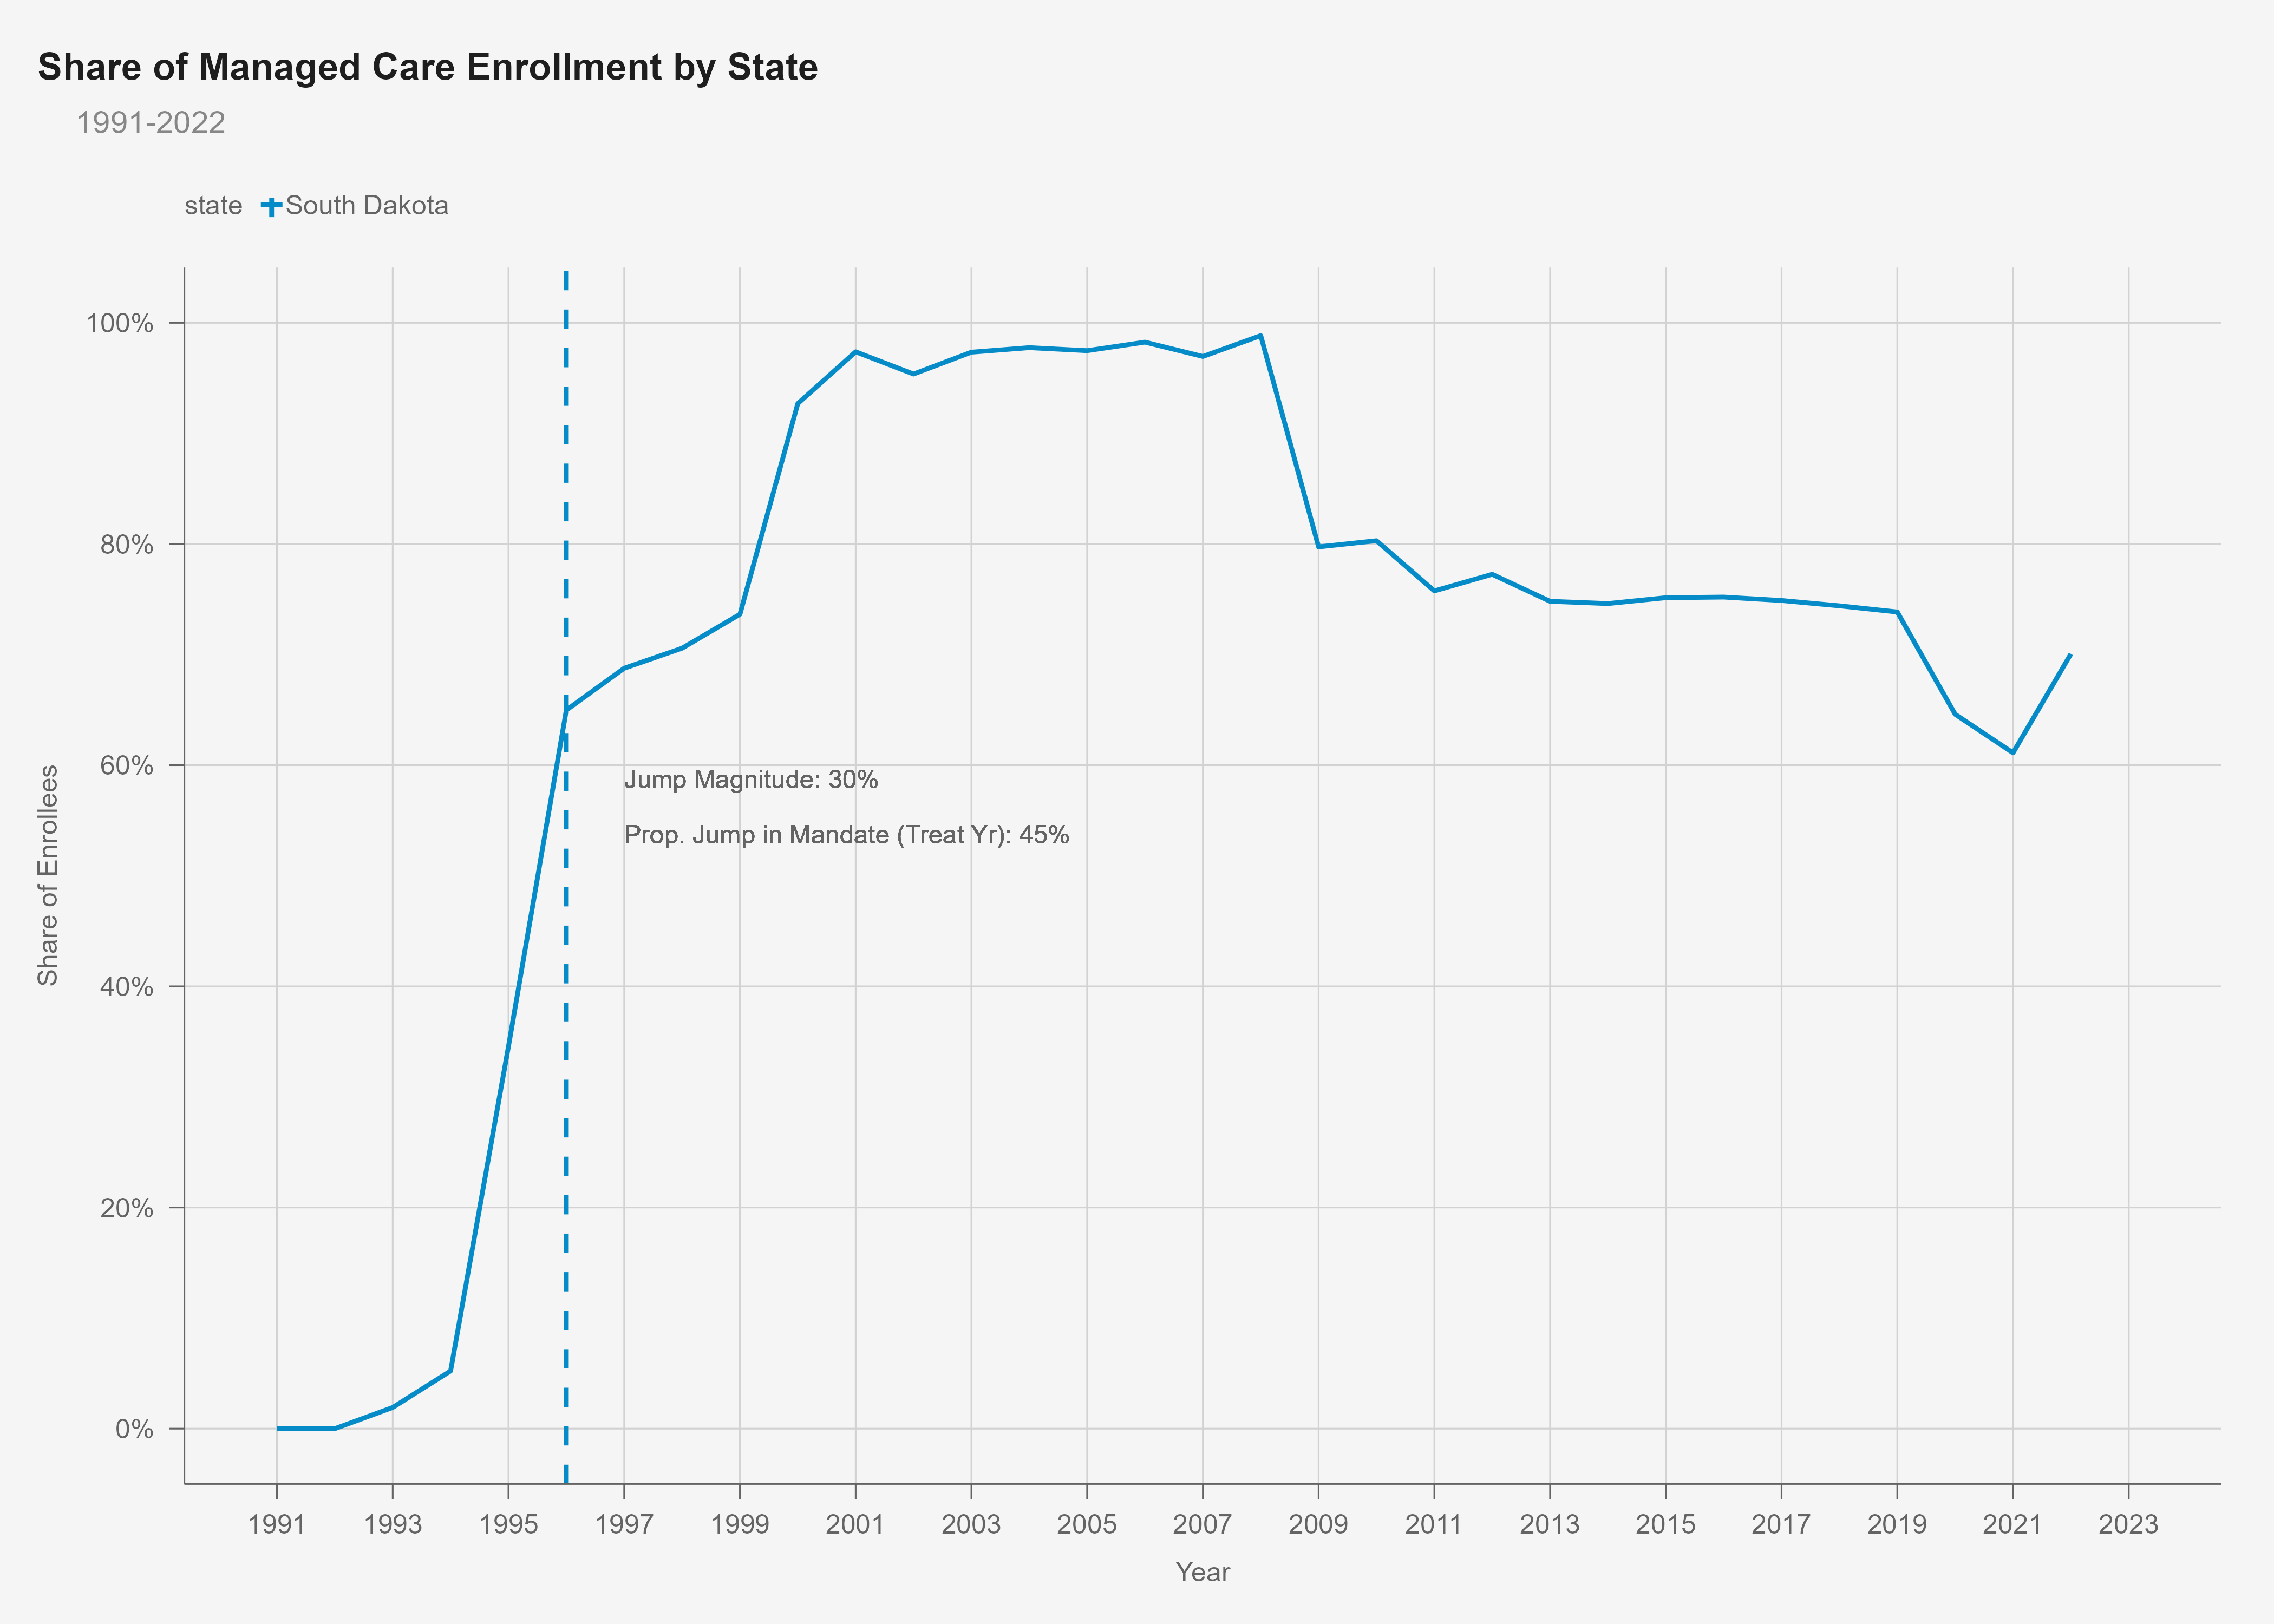 Share of Managed Care Enrollment by State
1991-2022
state South Dakota
100%
80%
60%
40%
20%
0%
Share of Enrollees
Jump Magnitude: 30%
Prop. Jump in Mandate (Treat Yr): 45%
1991 1993 1995 1997 1999 2001 2003 2005 2007 2009 2011 2013 2015 2017 2019 2021 2023
Year